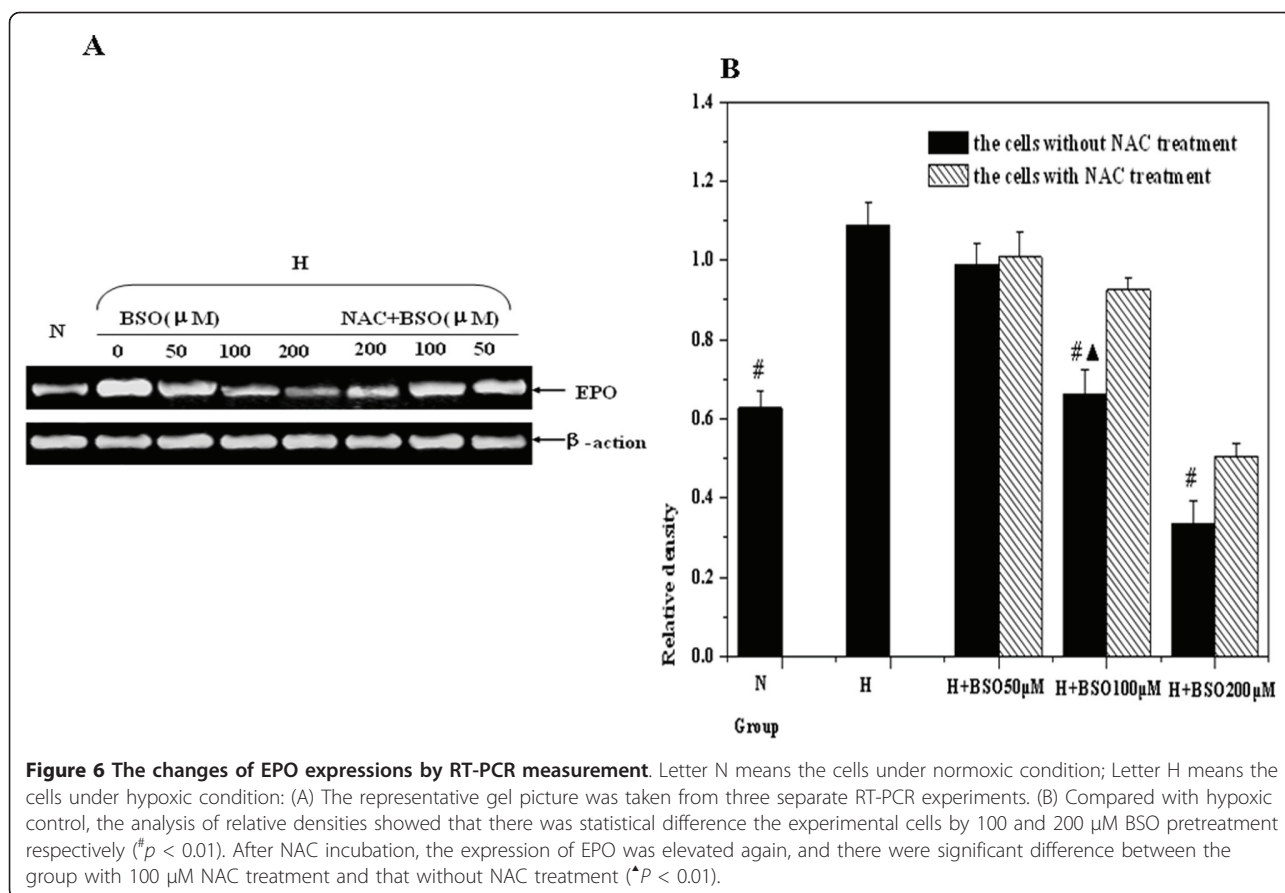 A
H
N
BSO(μM)
NAC+BSO(μM)
0 50 100 200 200 100 50
EPO
β-action
B
1.4
1.2
1.0
0.8
0.6
0.4
0.2
0.0
Relative density
the cells without NAC treatment
the cells with NAC treatment
#
#▲
#
N H H+BSO50μM H+BSO100μM H+BSO200μM
Group
Figure 6 The changes of EPO expressions by RT-PCR measurement. Letter N means the cells under normoxic condition; Letter H means the
cells under hypoxic condition: (A) The representative gel picture was taken from three separate RT-PCR experiments. (B) Compared with hypoxic
control, the analysis of relative densities showed that there was statistical difference the experimental cells by 100 and 200 μM BSO pretreatment
respectively (#p < 0.01). After NAC incubation, the expression of EPO was elevated again, and there were significant difference between the
group with 100 μM NAC treatment and that without NAC treatment (▲P < 0.01).